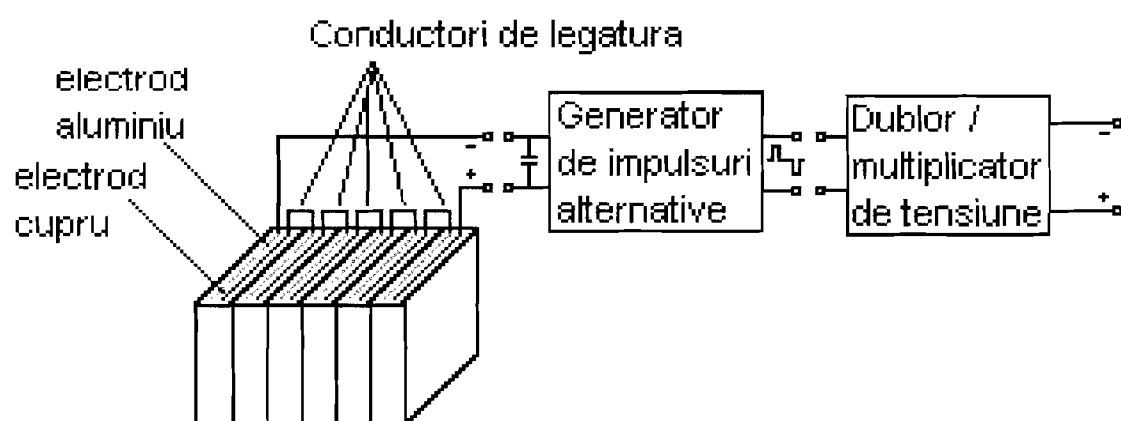 Conductori de legatura
electrod
aluminiu
electrod
cupru
-
+
Generator
de impulsuri
alternative
Dublor /
multiplicator
de tensiune
-
+